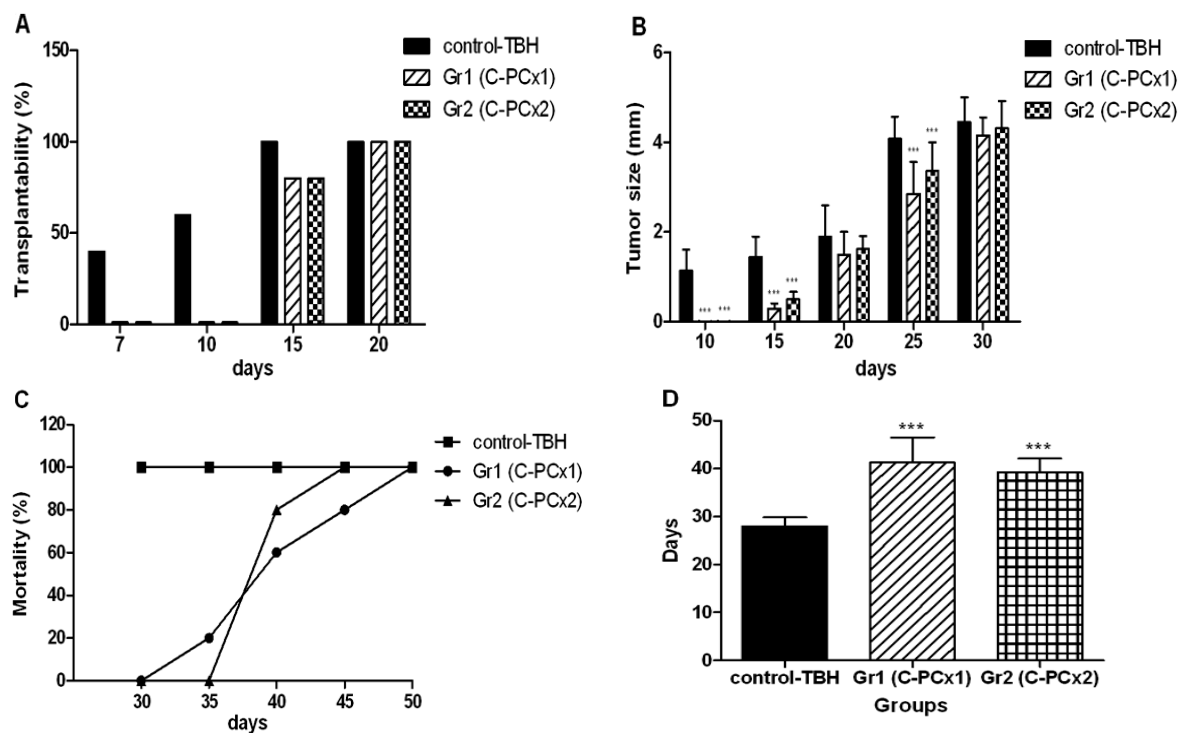 A
Transplantability (%)
150
100
50
0
7 10 15 20
days
control-TBH
Gr1 (C-PCx1)
Gr2 (C-PCx2)
B
Tumor size (mm)
6
4
2
0
*** ***
*** ***
*** ***
10 15 20 25 30
days
control-TBH
Gr1 (C-PCx1)
Gr2 (C-PCx2)
C
Mortality (%)
120
100
80
60
40
20
0
30 35 40 45 50
days
control-TBH
Gr1 (C-PCx1)
Gr2 (C-PCx2)
D
Days
50
40
30
20
10
0
*** ***
control-TBH Gr1 (C-PCx1) Gr2 (C-PCx2)
Groups